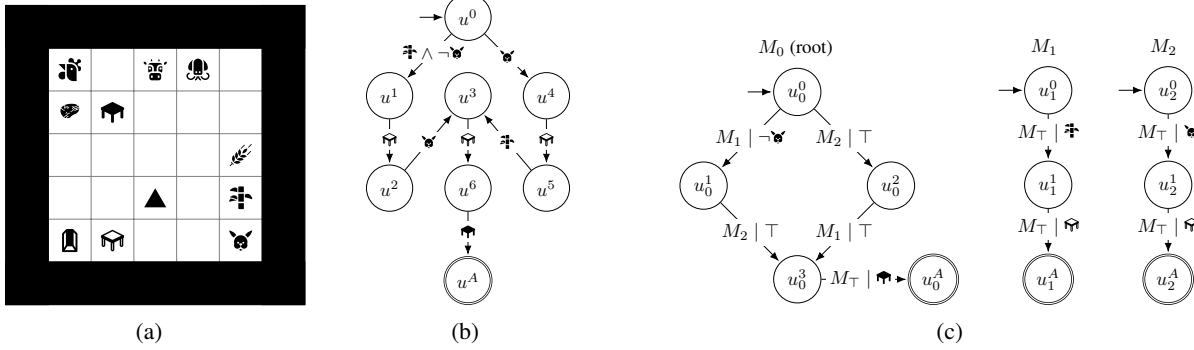 u^0
∧ ¬
u^1 u^3 u^4
u^2 u^6 u^5
u^A
(a)
(b)
M_0 (root)
u_0^0
M_1 | ¬ M_2 | ⊤
u_0^1 u_0^2
M_2 | ⊤ M_1 | ⊤
u_0^3 M_⊤ | u_0^A
M_1
u_1^0
M_⊤ |
u_1^1
M_⊤ |
u_1^A
M_2
u_2^0
M_⊤ |
u_2^1
M_⊤ |
u_2^A
(c)